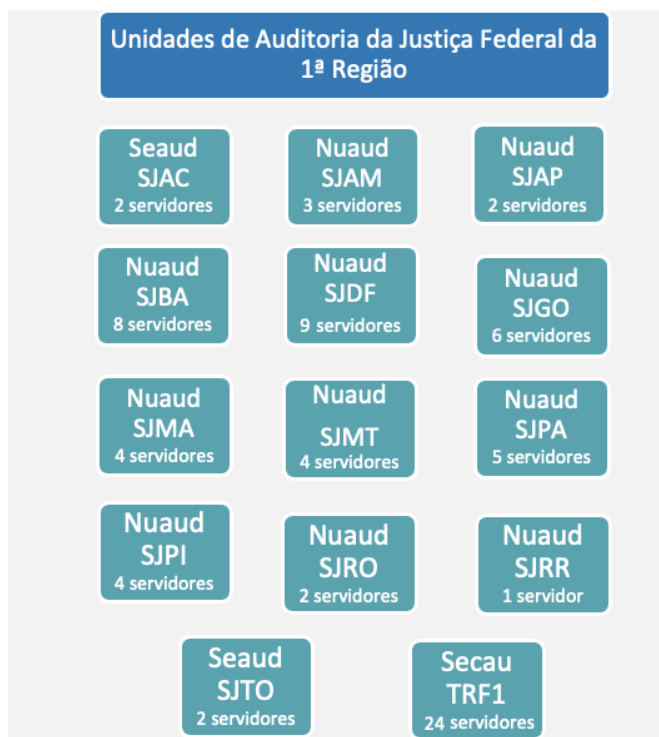 Unidades de Auditoria da Justiça Federal da
1ª Região
Seaud
SJAC
2 servidores
Nuaud
SJAM
3 servidores
Nuaud
SJAP
2 servidores
Nuaud
SJBA
8 servidores
Nuaud
SJDF
9 servidores
Nuaud
SJGO
6 servidores
Nuaud
SJMA
4 servidores
Nuaud
SJMT
4 servidores
Nuaud
SJPA
5 servidores
Nuaud
SJPI
4 servidores
Nuaud
SJRO
2 servidores
Nuaud
SJRR
1 servidor
Seaud
SJTO
2 servidores
Secau
TRF1
24 servidores